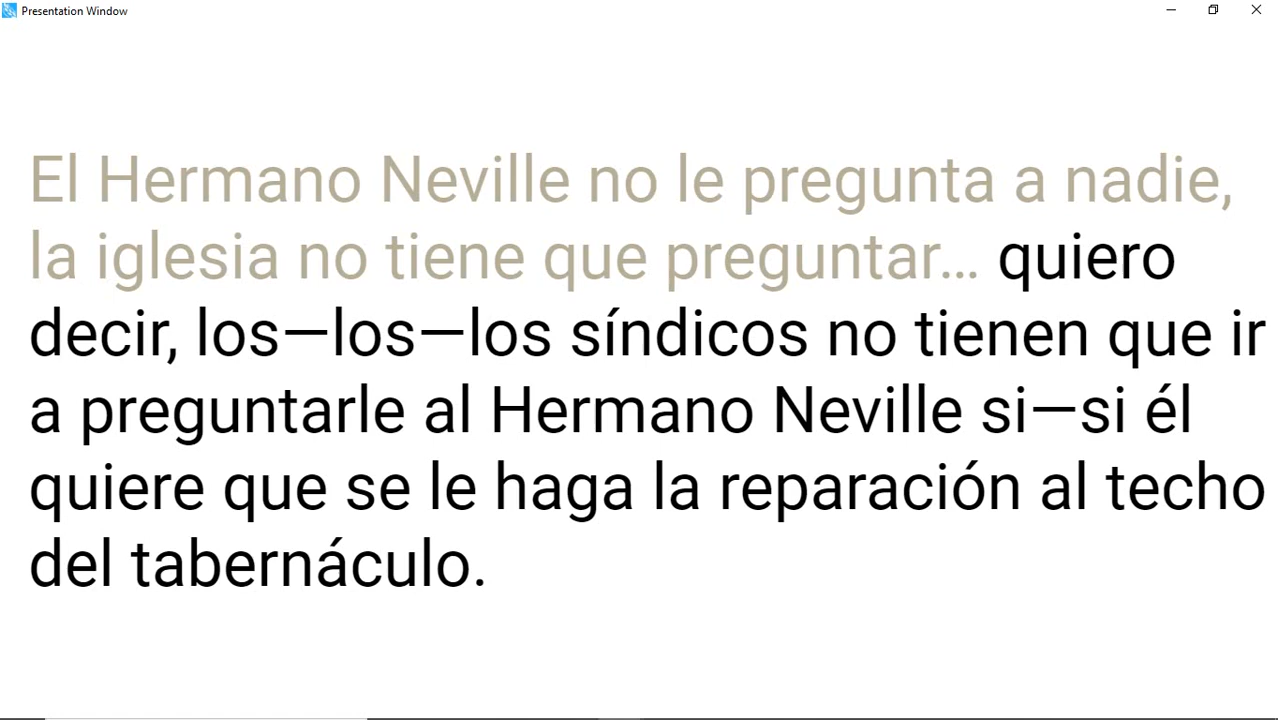 Presentation Window
El Hermano Neville no le pregunta a nadie,
la iglesia no tiene que preguntar... quiero
decir, los—los—los síndicos no tienen que ir
a preguntarle al Hermano Neville si—si él
quiere que se le haga la reparación al techo
del tabernáculo.